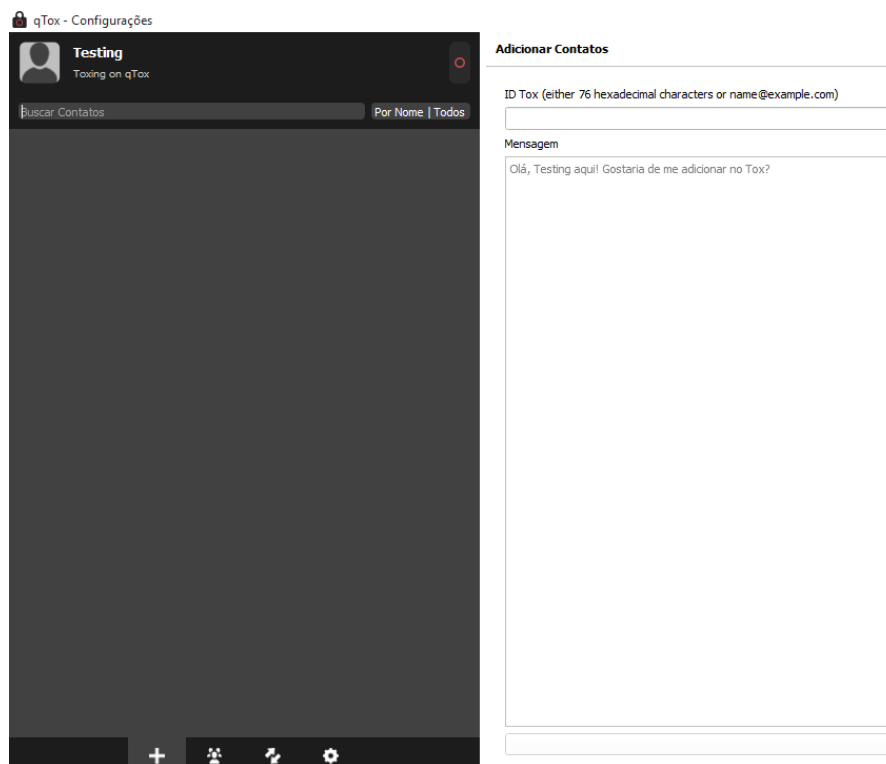 qTox - Configurações
Testing
Toxing on qTox
Buscar Contatos
Por Nome | Todos
Adicionar Contatos
ID Tox (either 76 hexadecimal characters or name@example.com)
Mensagem
Olá, Testing aqui! Gostaria de me adicionar no Tox?